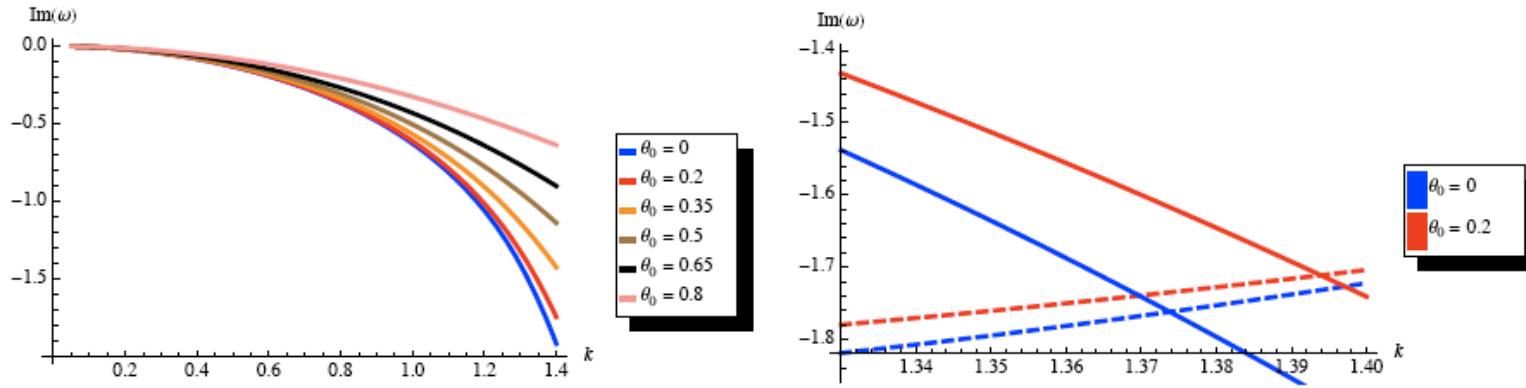 Im(ω)
0.0
−0.5
−1.0
−1.5
0.2 0.4 0.6 0.8 1.0 1.2 1.4 k
θ0 = 0
θ0 = 0.2
θ0 = 0.35
θ0 = 0.5
θ0 = 0.65
θ0 = 0.8
Im(ω)
−1.4
−1.5
−1.6
−1.7
−1.8
1.34 1.35 1.36 1.37 1.38 1.39 1.40 k
θ0 = 0
θ0 = 0.2